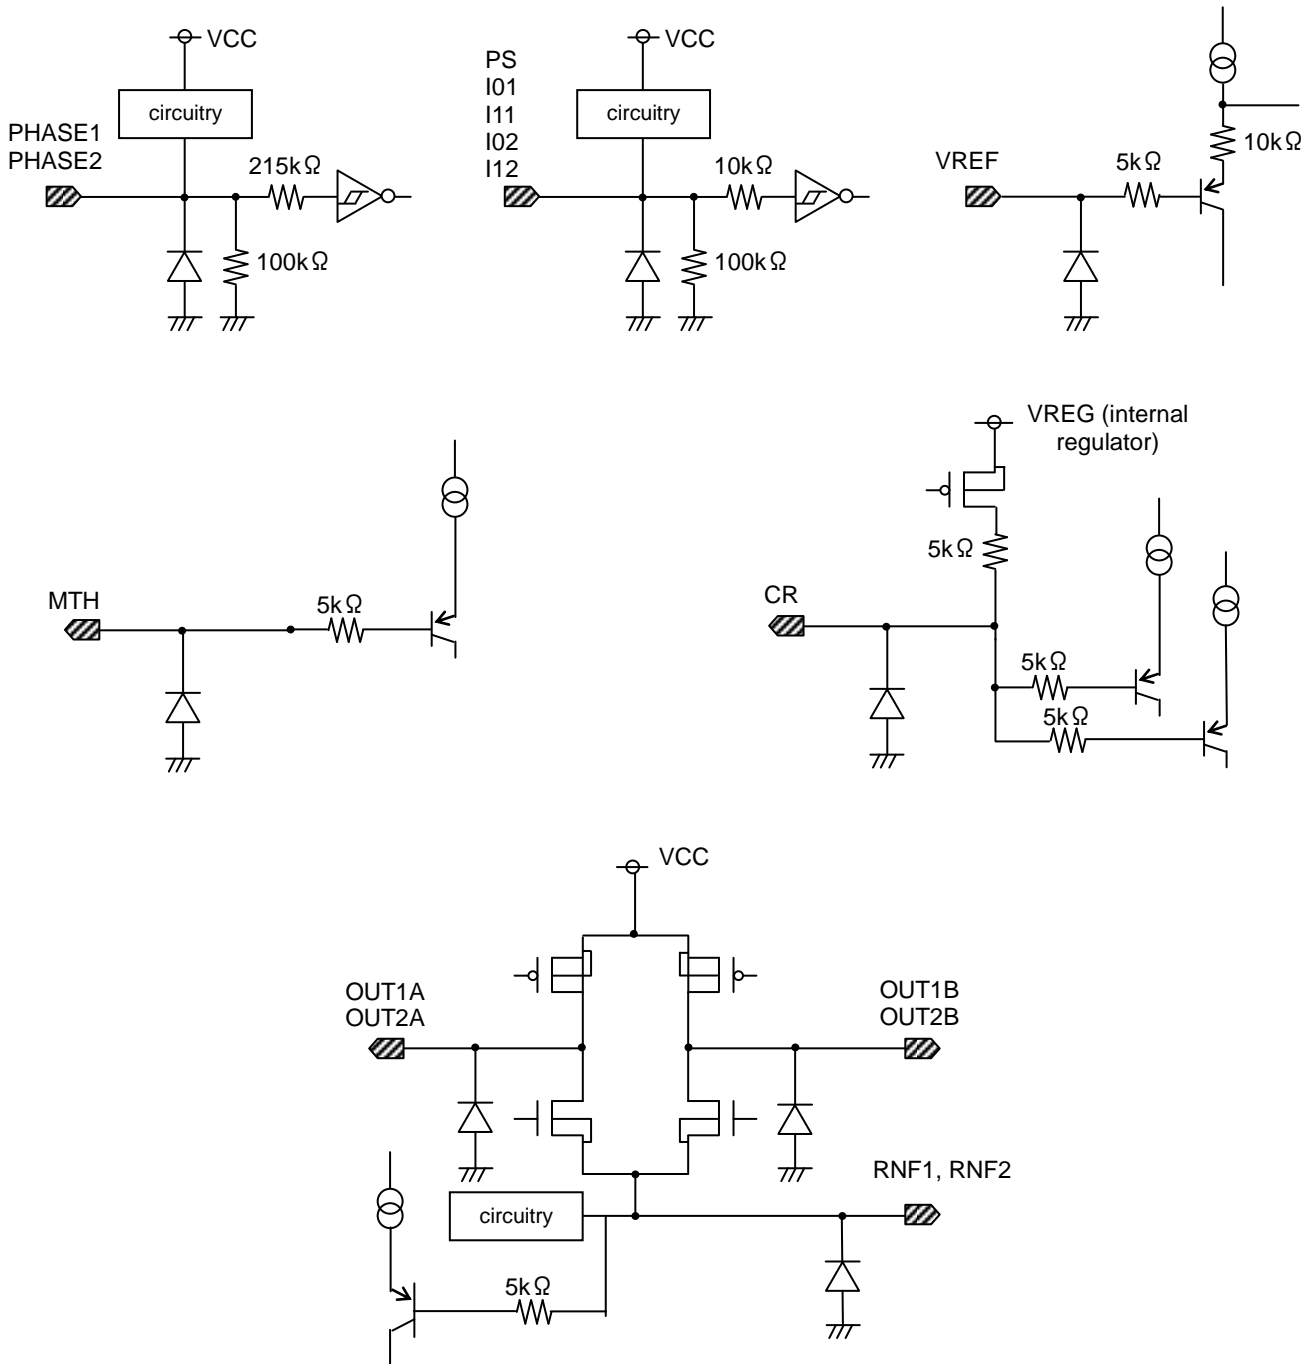 VCC
circuitry
PHASE1
PHASE2
215kΩ
100kΩ
VCC
PS
I01
I11
I02
I12
circuitry
10kΩ
100kΩ
VREF
5kΩ
10kΩ
MTH
5kΩ
VREG (internal
regulator)
5kΩ
CR
5kΩ
5kΩ
VCC
OUT1A
OUT2A
OUT1B
OUT2B
RNF1, RNF2
circuitry
5kΩ